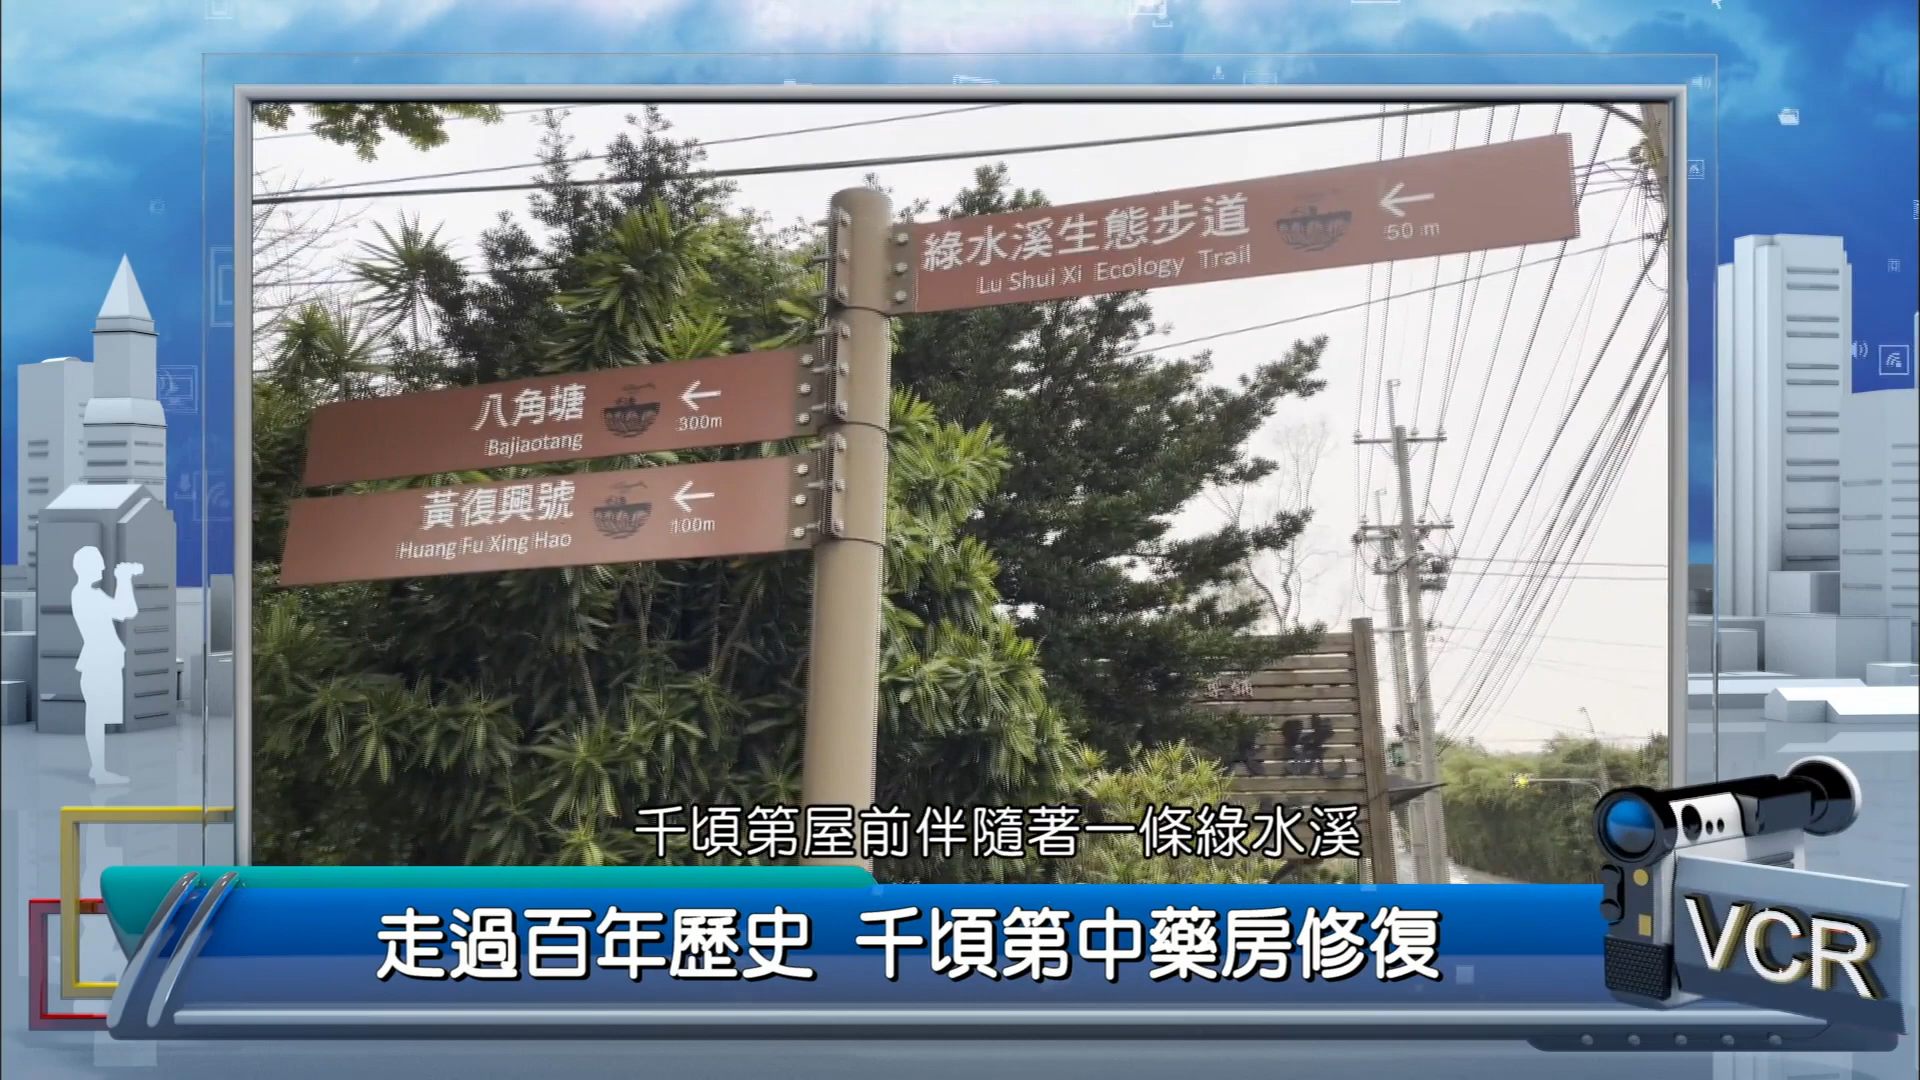 綠水溪生態步道
Lu Shui Xi Ecology Trail
50 m
八角塘
Bajiaotang
300m
黃復興號
Huang Fu Xing Hao
100m
千頃第屋前伴隨著一條綠水溪
走過百年歷史 千頃第中藥房修復
VCR